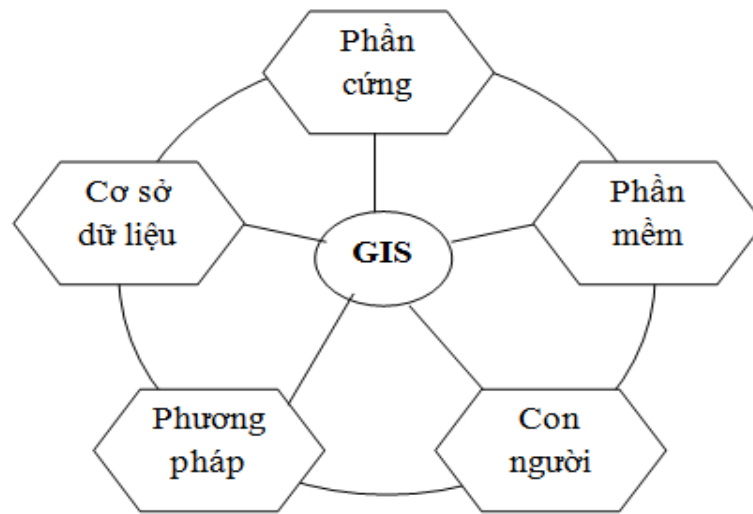 Phần
cứng
Cơ sở
dữ liệu
Phần
mềm
GIS
Phương
pháp
Con
người